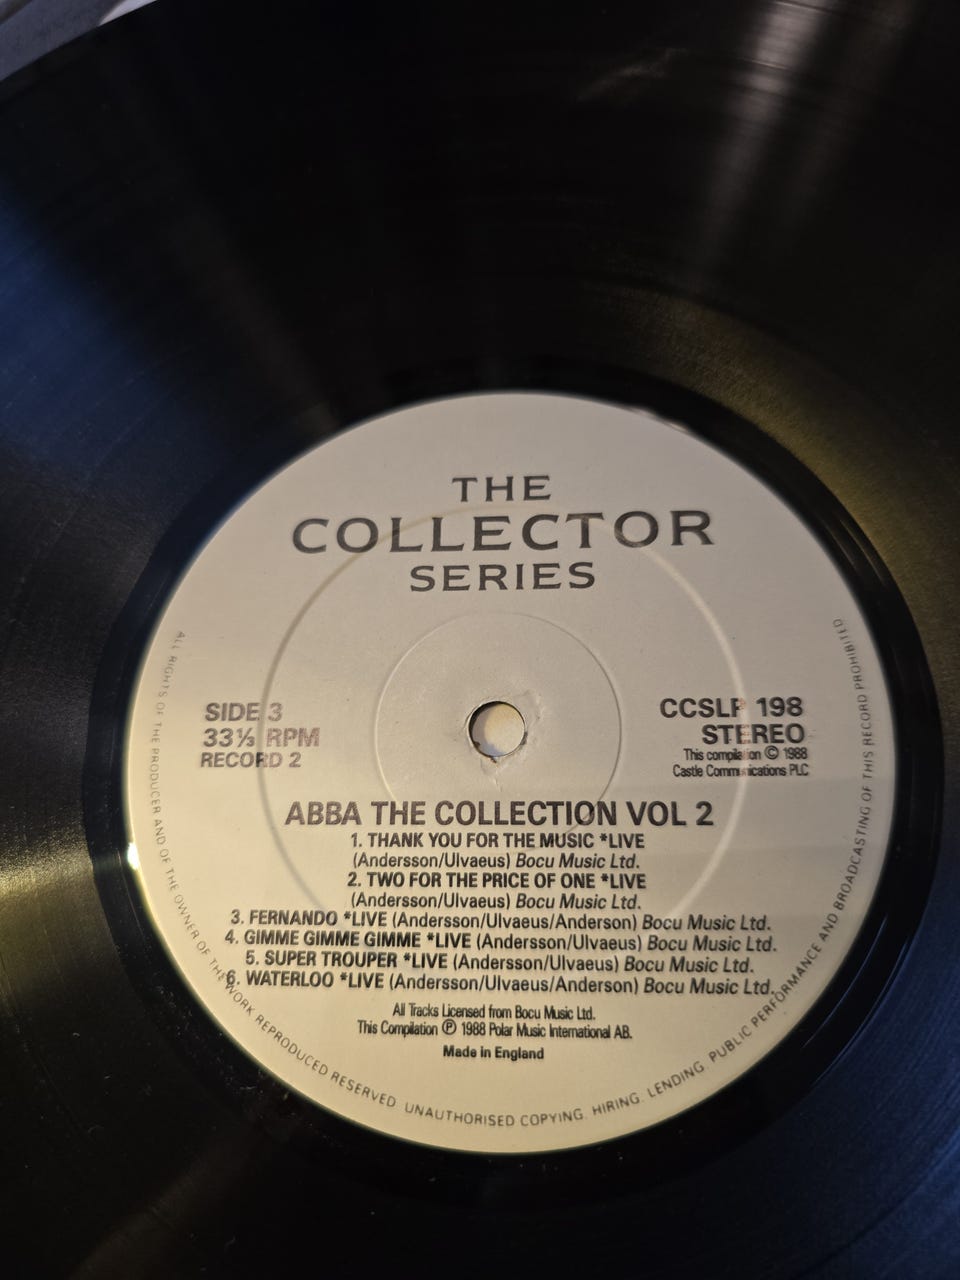 THE
COLLECTOR
SERIES
SIDE 3
33⅓ RPM
RECORD 2
CCSLP 198
STEREO
This compilation © 1988
Castle Communications PLC
ABBA THE COLLECTION VOL 2
1. THANK YOU FOR THE MUSIC *LIVE
(Andersson/Ulvaeus) Bocu Music Ltd.
2. TWO FOR THE PRICE OF ONE *LIVE
(Andersson/Ulvaeus) Bocu Music Ltd.
3. FERNANDO *LIVE (Andersson/Ulvaeus/Anderson) Bocu Music Ltd.
4. GIMME GIMME GIMME *LIVE (Andersson/Ulvaeus) Bocu Music Ltd.
5. SUPER TROUPER *LIVE (Andersson/Ulvaeus) Bocu Music Ltd.
6. WATERLOO *LIVE (Andersson/Ulvaeus/Anderson) Bocu Music Ltd.
All Tracks Licensed from Bocu Music Ltd.
This Compilation ℗ 1988 Polar Music International AB.
Made in England
ALL RIGHTS OF THE PRODUCER AND OF THE OWNER OF THE WORK REPRODUCED RESERVED. UNAUTHORISED COPYING. HIRING. LENDING. PUBLIC PERFORMANCE AND BROADCASTING OF THIS RECORD PROHIBITED